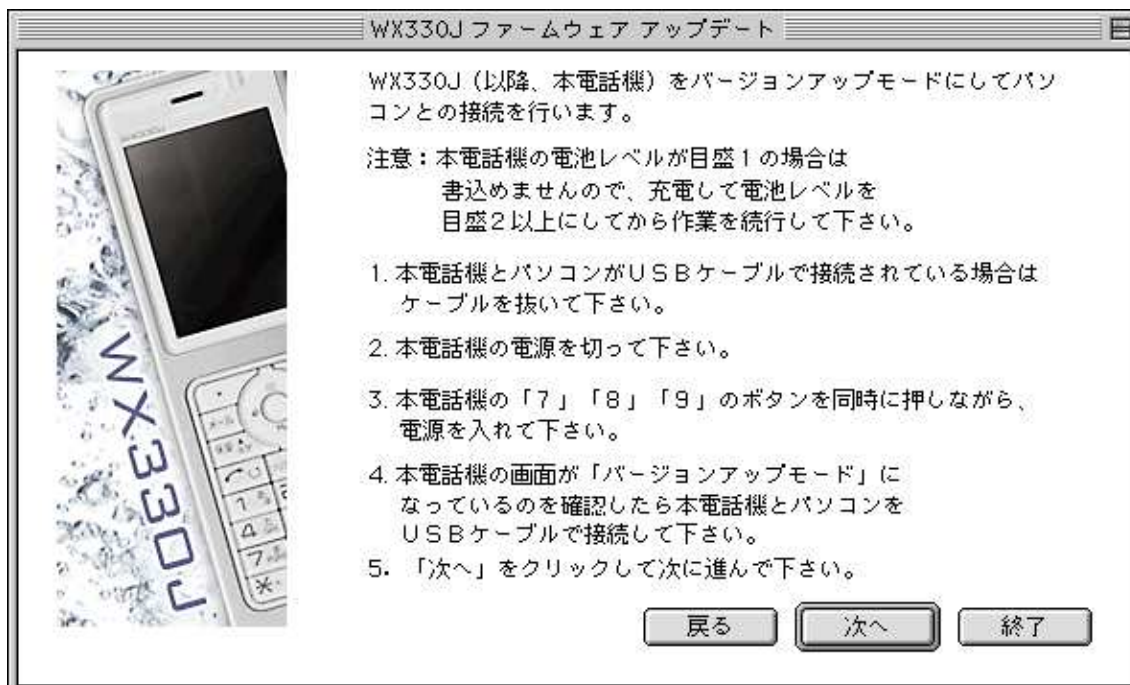 WX330J ファームウェア アップデート
WX330J（以降、本電話機）をバージョンアップモードにしてパソ
コンとの接続を行います。
注意：本電話機の電池レベルが目盛１の場合は
書込めませんので、充電して電池レベルを
目盛２以上にしてから作業を続行して下さい。
1. 本電話機とパソコンがＵＳＢケーブルで接続されている場合は
ケーブルを抜いて下さい。
2. 本電話機の電源を切って下さい。
3. 本電話機の「７」「８」「９」のボタンを同時に押しながら、
電源を入れて下さい。
4. 本電話機の画面が「バージョンアップモード」に
なっているのを確認したら本電話機とパソコンを
ＵＳＢケーブルで接続して下さい。
5. 「次へ」をクリックして次に進んで下さい。
戻る
次へ
終了
WX330J
メール
1
4
7
*